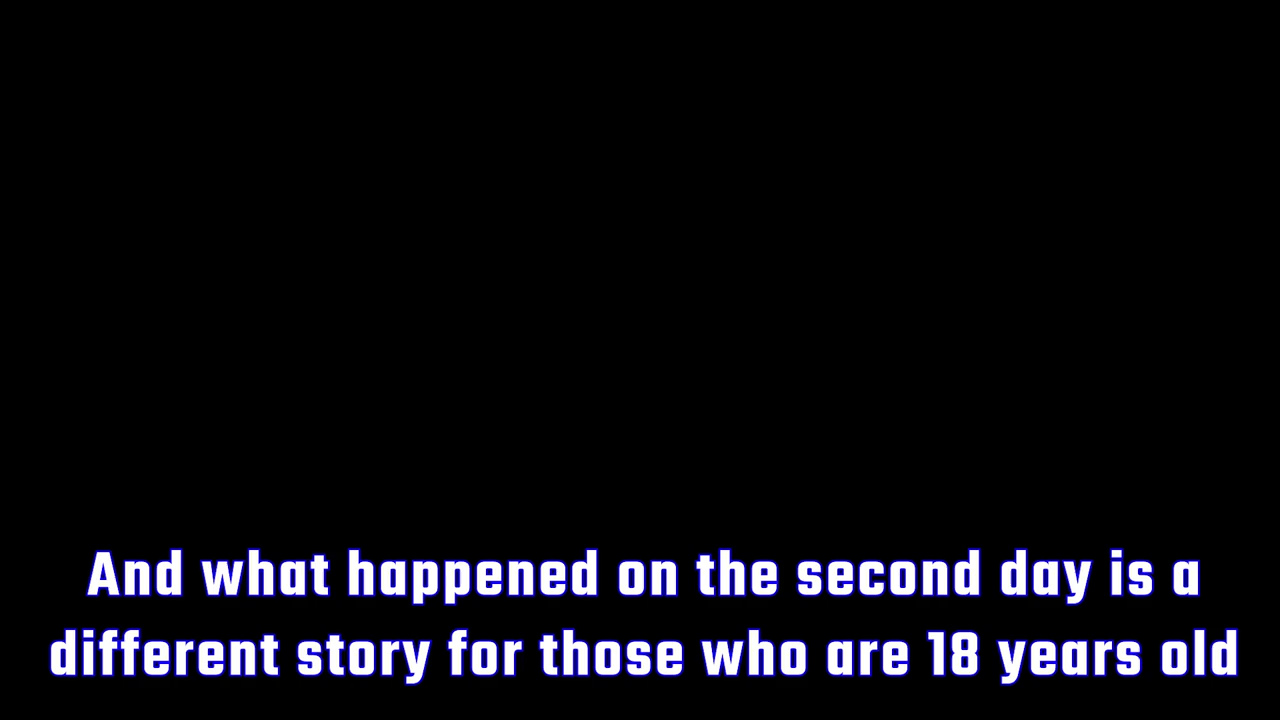 And what happened on the second day is a
different story for those who are 18 years old